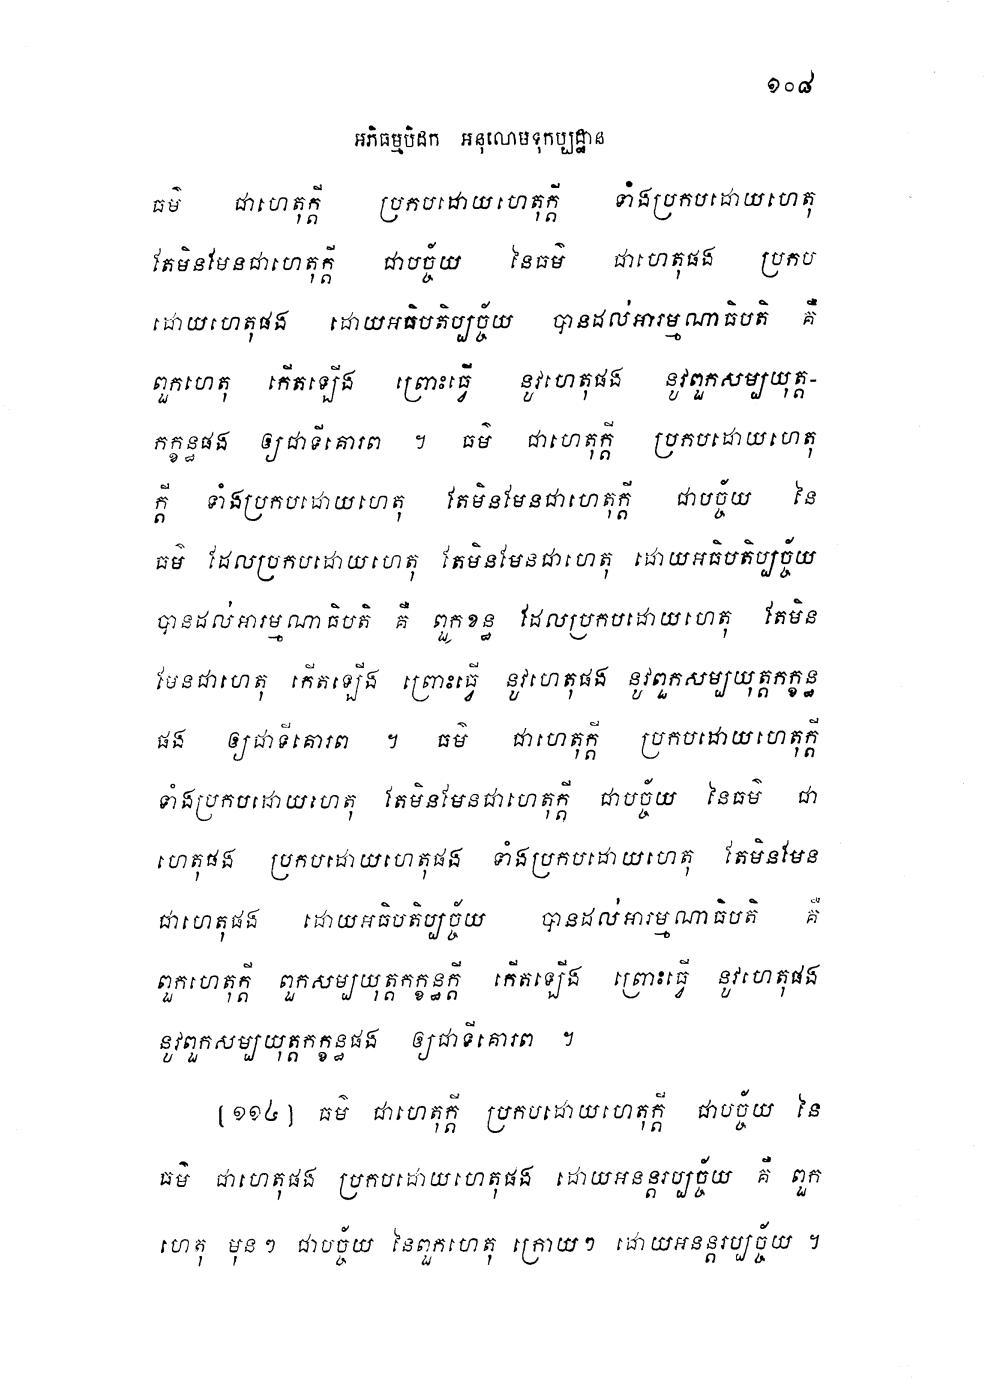 ១០៨
អភិធម្មបិដក អនុលោមទុកប្បដ្ឋាន
ធម៌ ជាហេតុក្តី ប្រកបដោយហេតុក្តី ទាំងប្រកបដោយហេតុ
តែមិនមែនជាហេតុក្តី ជាបច្ច័យ នៃធម៌ ជាហេតុផង ប្រកប
ដោយហេតុផង ដោយអធិបតិប្បច្ច័យ បានដល់អារម្មណាធិបតិ គឺ
ពួកហេតុ កើតឡើង ព្រោះធ្វើ នូវហេតុផង នូវពួកសម្បយុត្ត-
កក្ខន្ធផង ឲ្យជាទីគោរព ។ ធម៌ ជាហេតុក្តី ប្រកបដោយហេតុ
ក្តី ទាំងប្រកបដោយហេតុ តែមិនមែនជាហេតុក្តី ជាបច្ច័យ នៃ
ធម៌ ដែលប្រកបដោយហេតុ តែមិនមែនជាហេតុ ដោយអធិបតិប្បច្ច័យ
បានដល់អារម្មណាធិបតិ គឺ ពួកខន្ធ ដែលប្រកបដោយហេតុ តែមិន
មែនជាហេតុ កើតឡើង ព្រោះធ្វើ នូវហេតុផង នូវពួកសម្បយុត្តកក្ខន្ធ
ផង ឲ្យជាទីគោរព ។ ធម៌ ជាហេតុក្តី ប្រកបដោយហេតុក្តី
ទាំងប្រកបដោយហេតុ តែមិនមែនជាហេតុក្តី ជាបច្ច័យ នៃធម៌ ជា
ហេតុផង ប្រកបដោយហេតុផង ទាំងប្រកបដោយហេតុ តែមិនមែន
ជាហេតុផង ដោយអធិបតិប្បច្ច័យ បានដល់អារម្មណាធិបតិ គឺ
ពួកហេតុក្តី ពួកសម្បយុត្តកក្ខន្ធក្តី កើតឡើង ព្រោះធ្វើ នូវហេតុផង
នូវពួកសម្បយុត្តកក្ខន្ធផង ឲ្យជាទីគោរព ។
(១១៤) ធម៌ ជាហេតុក្តី ប្រកបដោយហេតុក្តី ជាបច្ច័យ នៃ
ធម៌ ជាហេតុផង ប្រកបដោយហេតុផង ដោយអនន្តរប្បច្ច័យ គឺ ពួក
ហេតុ មុនៗ ជាបច្ច័យ នៃពួកហេតុ ក្រោយៗ ដោយអនន្តរប្បច្ច័យ ។